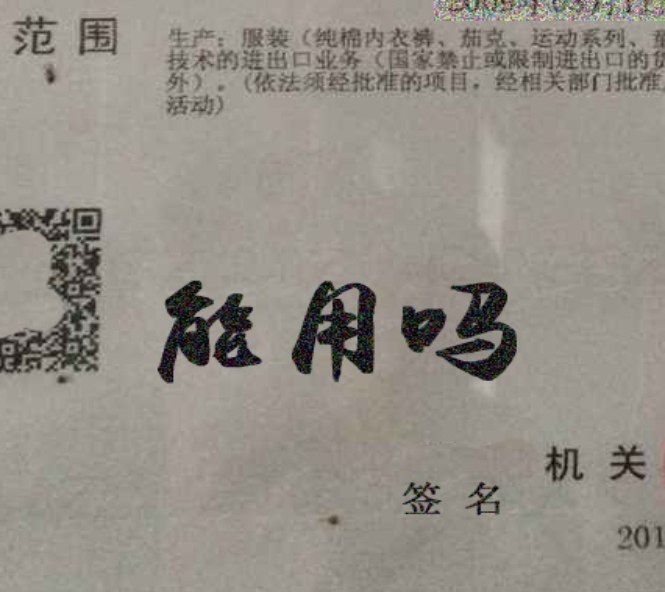 范围
生产：服装（纯棉内衣裤、茄克、运动系列、
技术的进出口业务（国家禁止或限制进出口的货
外）。(依法须经批准的项目，经相关部门批准
活动）
能用吗
机关
签名
201